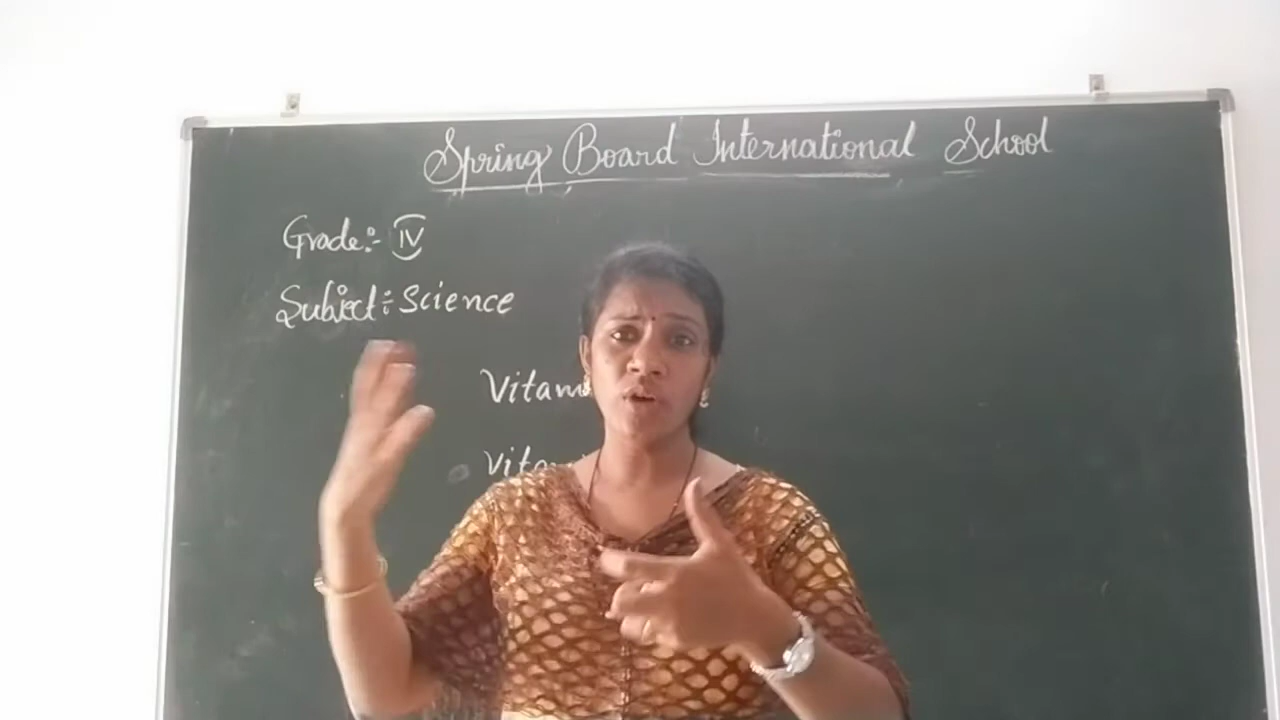 Spring Board International School
Grade:- IV
Subject: Science